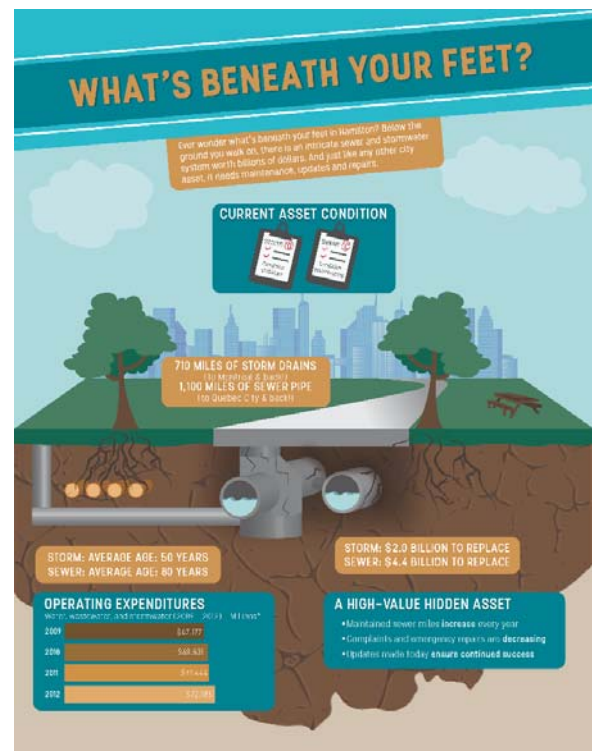 WHAT'S BENEATH YOUR FEET?
Ever wonder what's beneath your feet in Hamilton? Below the
ground you walk on, there is an intricate sewer and stormwater
system worth billions of dollars. And just like any other city
asset, it needs maintenance, updates and repairs.
CURRENT ASSET CONDITION
710 MILES OF STORM DRAINS
(to Montreal & back!)
1,100 MILES OF SEWER PIPE
(to Quebec City & back!)
STORM: AVERAGE AGE: 50 YEARS
SEWER: AVERAGE AGE: 80 YEARS
STORM: $2.0 BILLION TO REPLACE
SEWER: $4.4 BILLION TO REPLACE
OPERATING EXPENDITURES
Water, wastewater, and stormwater
2009
2010
2011
2012
A HIGH-VALUE HIDDEN ASSET
•Maintained sewer miles increase every year
•Complaints and emergency repairs are decreasing
•Updates made today ensure continued success